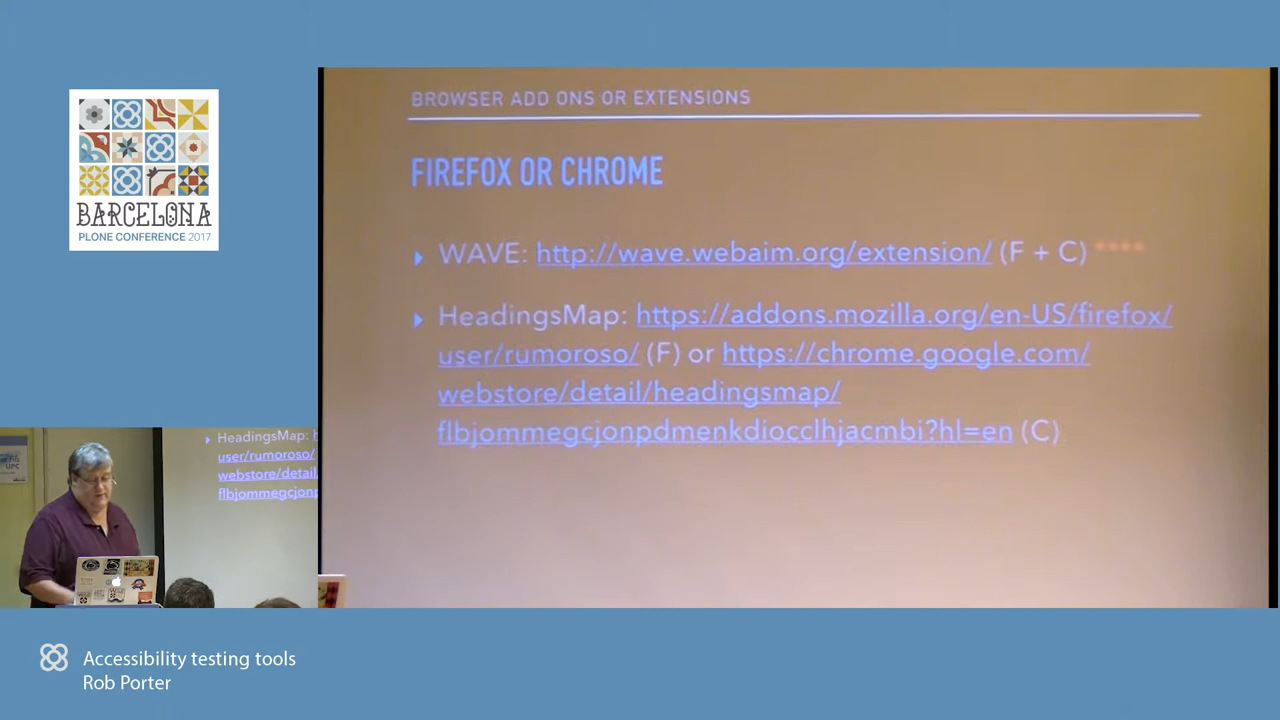 BROWSER ADD ONS OR EXTENSIONS
FIREFOX OR CHROME
WAVE: http://wave.webaim.org/extension/ (F + C) ****
HeadingsMap: https://addons.mozilla.org/en-US/firefox/
user/rumoroso/ (F) or https://chrome.google.com/
webstore/detail/headingsmap/
flbjommegcjonpdmenkdiocclhjacmbi?hl=en (C)
BARCELONA
PLONE CONFERENCE 2017
HeadingsMap: h
user/rumoroso/
webstore/detail
flbjommegcjonp
UPC
Accessibility testing tools
Rob Porter